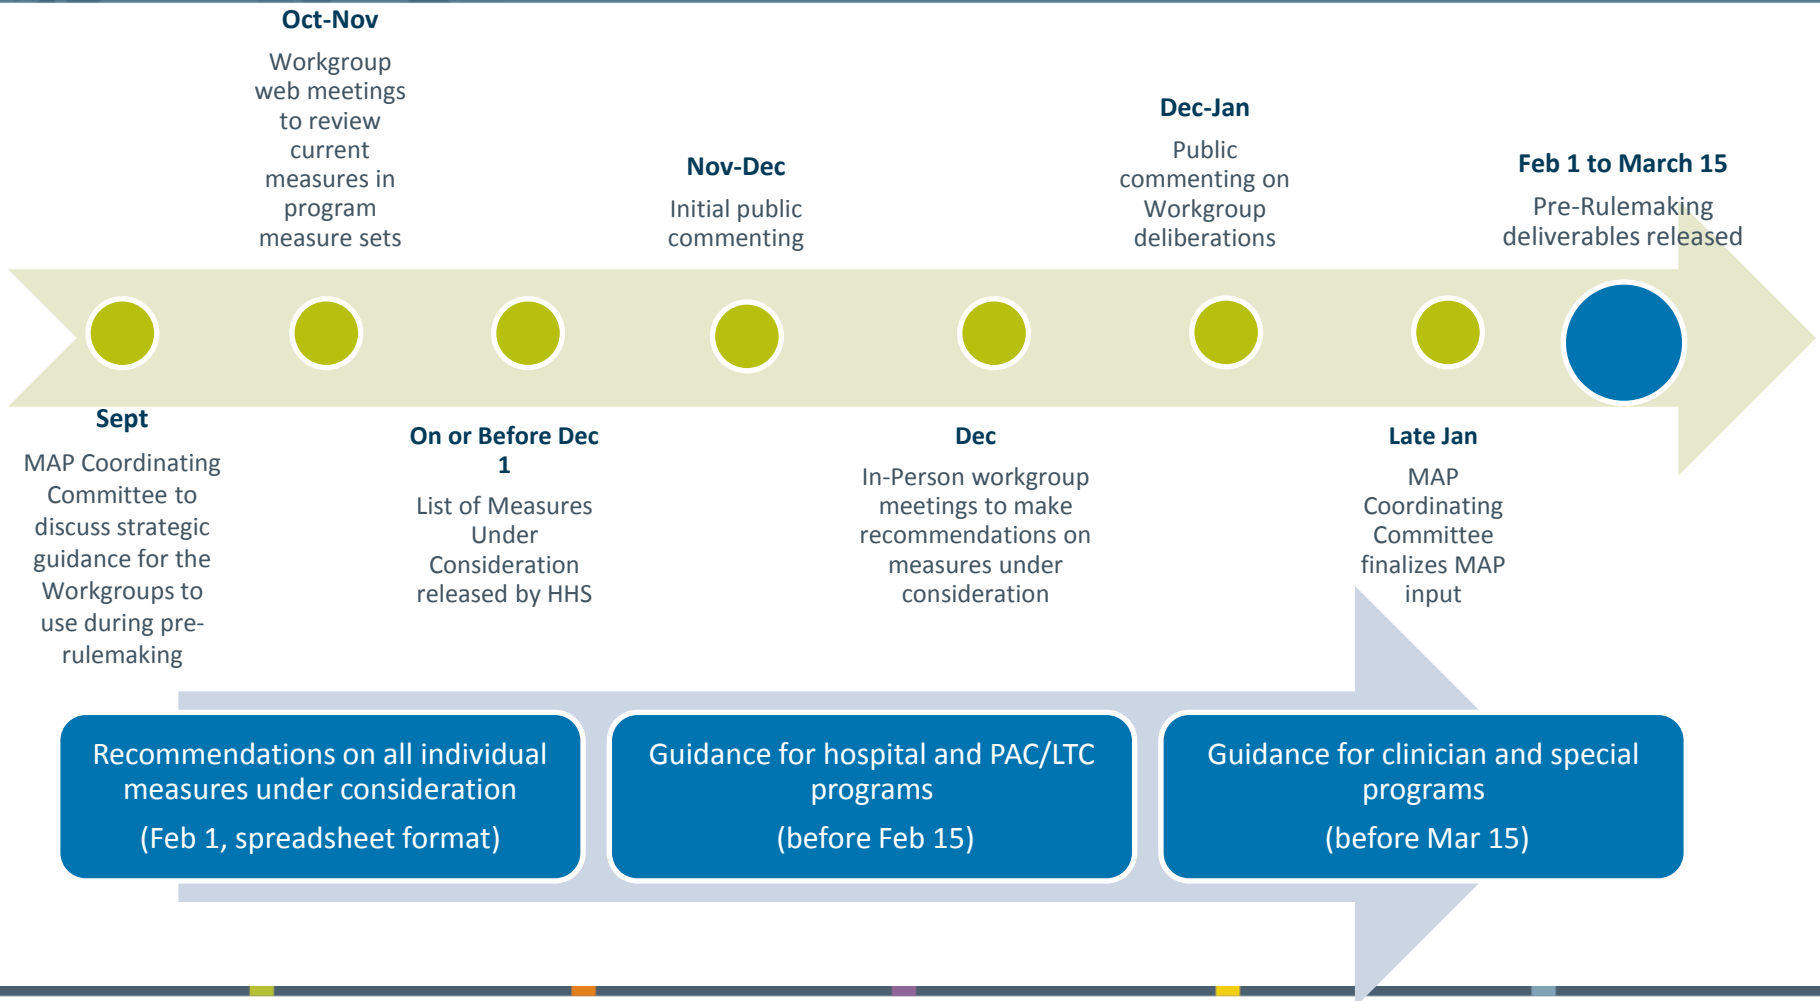 Oct-Nov
Workgroup
web meetings
to review
current
measures in
program
measure sets
Nov-Dec
Initial public
commenting
Dec-Jan
Public
commenting on
Workgroup
deliberations
Feb 1 to March 15
Pre-Rulemaking
deliverables released
Sept
MAP Coordinating
Committee to
discuss strategic
guidance for the
Workgroups to
use during pre-
rulemaking
On or Before Dec
1
List of Measures
Under
Consideration
released by HHS
Dec
In-Person workgroup
meetings to make
recommendations on
measures under
consideration
Late Jan
MAP
Coordinating
Committee
finalizes MAP
input
Recommendations on all individual
measures under consideration
(Feb 1, spreadsheet format)
Guidance for hospital and PAC/LTC
programs
(before Feb 15)
Guidance for clinician and special
programs
(before Mar 15)